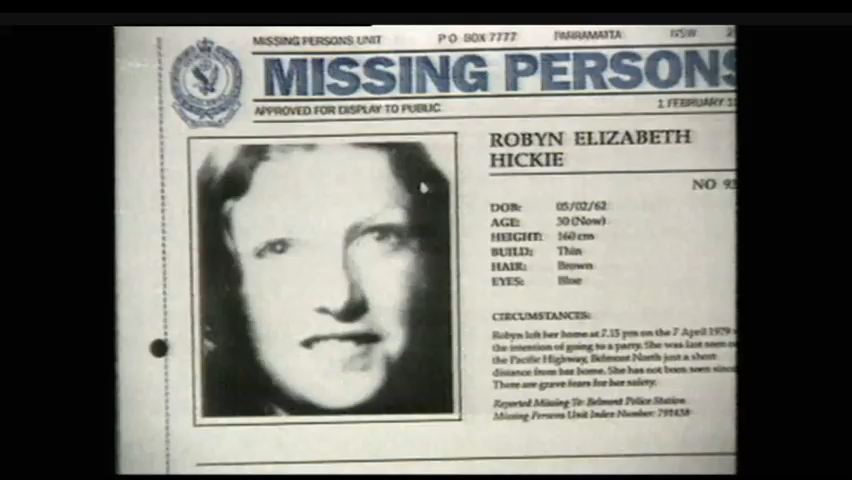 MISSING PERSONS UNIT P O BOX 7777 PARRAMATTA NSW
MISSING PERSONS
APPROVED FOR DISPLAY TO PUBLIC 1 FEBRUARY
ROBYN ELIZABETH
HICKIE
NO
DOB: 05/02/62
AGE: 30 (Now)
HEIGHT: 160 cm
BUILD: Thin
HAIR: Brown
EYES: Blue
CIRCUMSTANCES:
Robyn left her home at 7.15 pm on the 7 April 1979
the intention of going to a party. She was last seen
the Pacific Highway, Belmont North just a short
distance from her home. She has not been seen since
There are grave fears for her safety.
Reported Missing To: Belmont Police Station
Missing Persons Unit Index Number: 791438